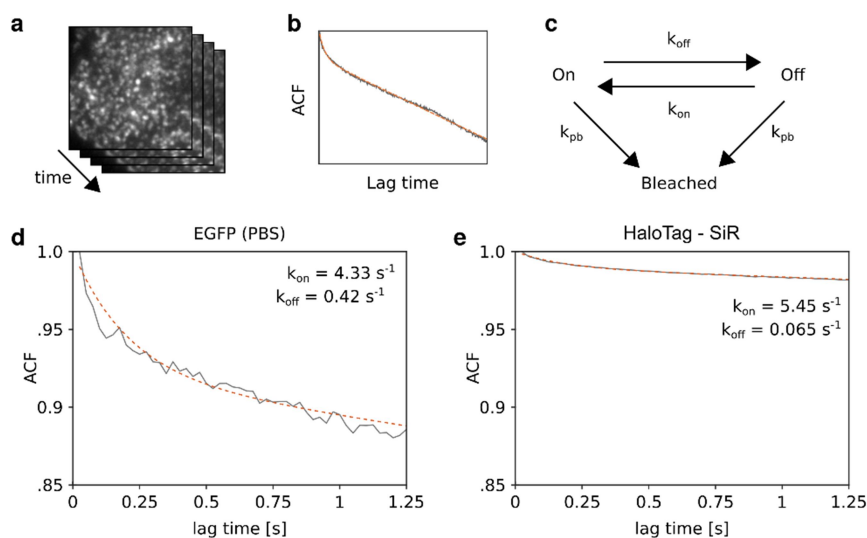 a
time
b
ACF
Lag time
c
k_off
On
Off
k_on
k_pb
k_pb
Bleached
d
EGFP (PBS)
k_on = 4.33 s⁻¹
k_off = 0.42 s⁻¹
ACF
1.0
.95
0.9
.85
0
0.25
0.5
0.75
1
1.25
lag time [s]
e
HaloTag - SiR
k_on = 5.45 s⁻¹
k_off = 0.065 s⁻¹
ACF
1.0
.95
0.9
.85
0
0.25
0.5
0.75
1
1.25
lag time [s]